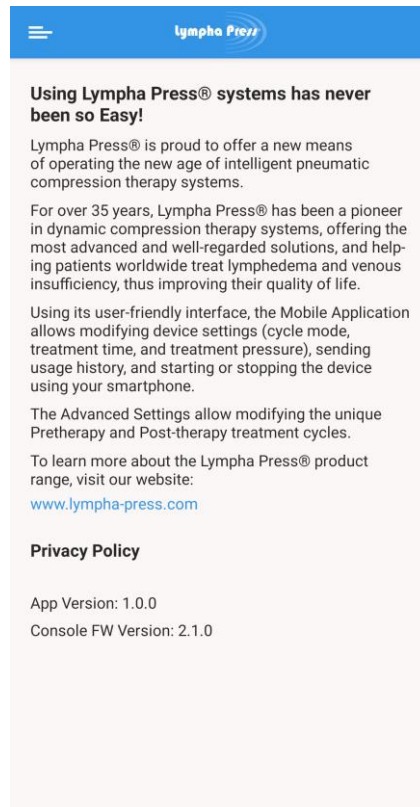 Lympha Press
Using Lympha Press® systems has never
been so Easy!
Lympha Press® is proud to offer a new means
of operating the new age of intelligent pneumatic
compression therapy systems.
For over 35 years, Lympha Press® has been a pioneer
in dynamic compression therapy systems, offering the
most advanced and well-regarded solutions, and help-
ing patients worldwide treat lymphedema and venous
insufficiency, thus improving their quality of life.
Using its user-friendly interface, the Mobile Application
allows modifying device settings (cycle mode,
treatment time, and treatment pressure), sending
usage history, and starting or stopping the device
using your smartphone.
The Advanced Settings allow modifying the unique
Pretherapy and Post-therapy treatment cycles.
To learn more about the Lympha Press® product
range, visit our website:
www.lympha-press.com
Privacy Policy
App Version: 1.0.0
Console FW Version: 2.1.0